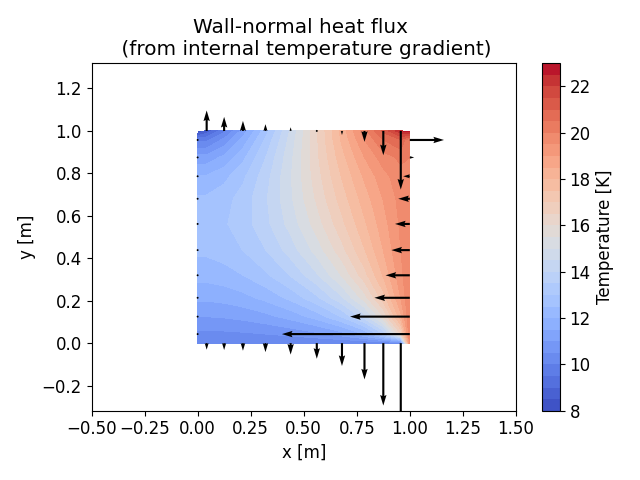 Wall-normal heat flux
(from internal temperature gradient)
1.2
1.0
0.8
0.6
0.4
0.2
0.0
−0.2
y [m]
−0.50 −0.25 0.00 0.25 0.50 0.75 1.00 1.25 1.50
x [m]
22
20
18
16
14
12
10
8
Temperature [K]